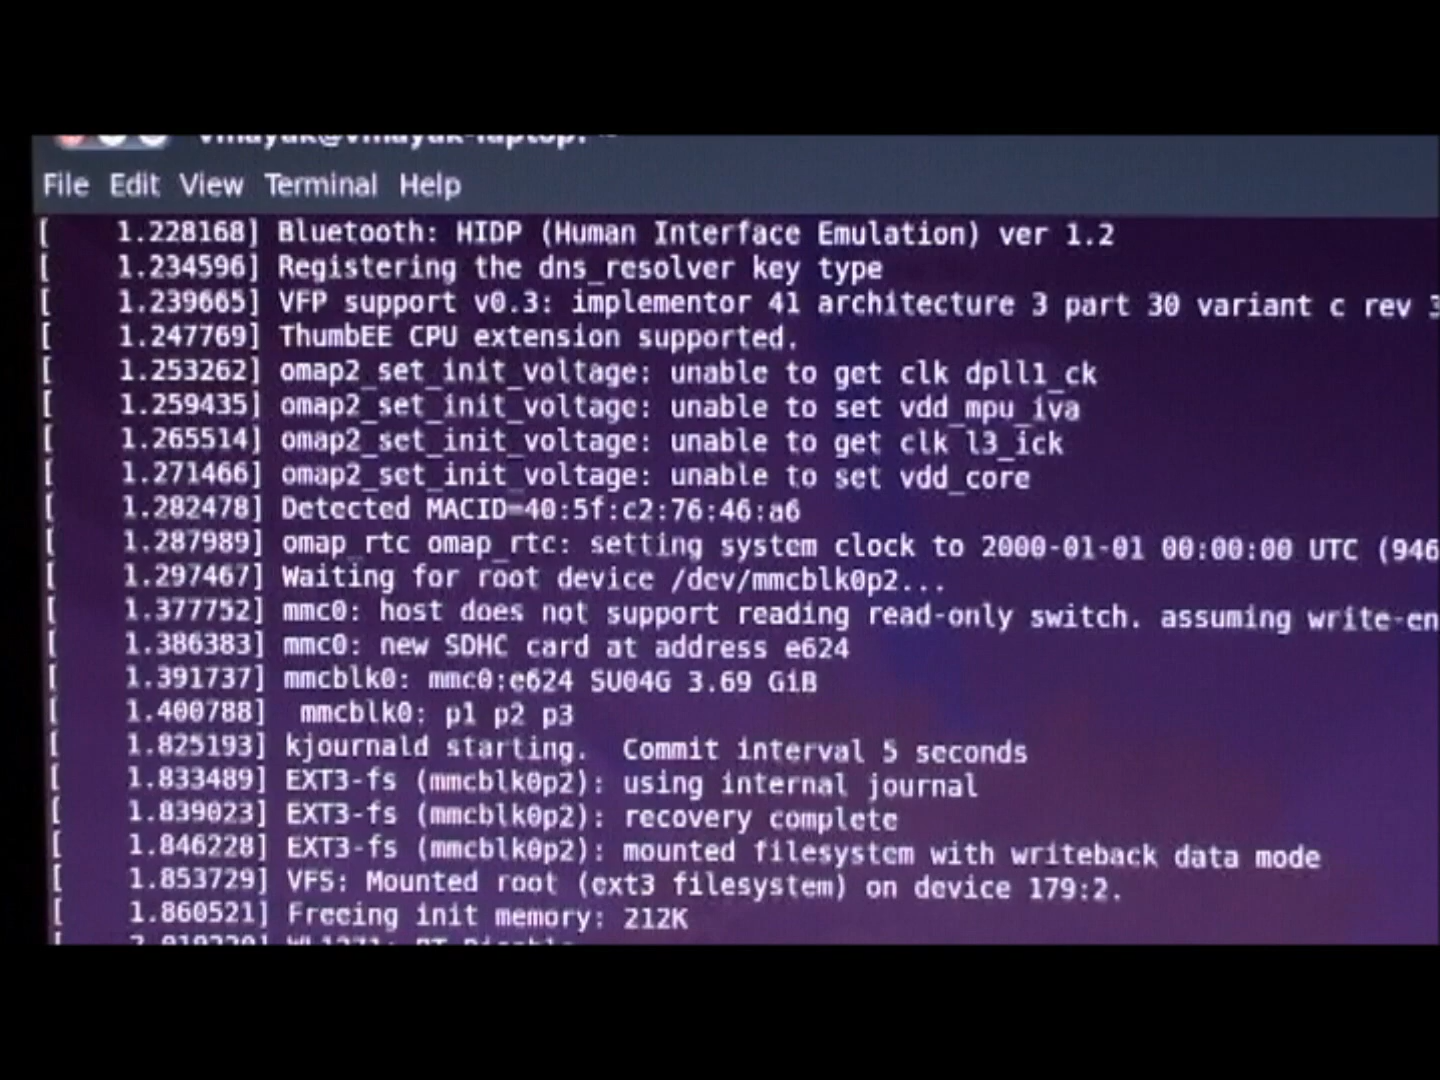 vinayak@vinayak-laptop: ~
File Edit View Terminal Help
[    1.228168] Bluetooth: HIDP (Human Interface Emulation) ver 1.2
[    1.234596] Registering the dns_resolver key type
[    1.239665] VFP support v0.3: implementor 41 architecture 3 part 30 variant c rev 3
[    1.247769] ThumbEE CPU extension supported.
[    1.253262] omap2_set_init_voltage: unable to get clk dpll1_ck
[    1.259435] omap2_set_init_voltage: unable to set vdd_mpu_iva
[    1.265514] omap2_set_init_voltage: unable to get clk l3_ick
[    1.271466] omap2_set_init_voltage: unable to set vdd_core
[    1.282478] Detected MACID=40:5f:c2:76:46:a6
[    1.287989] omap_rtc omap_rtc: setting system clock to 2000-01-01 00:00:00 UTC (946
[    1.297467] Waiting for root device /dev/mmcblk0p2...
[    1.377752] mmc0: host does not support reading read-only switch. assuming write-en
[    1.386383] mmc0: new SDHC card at address e624
[    1.391737] mmcblk0: mmc0:e624 SU04G 3.69 GiB
[    1.400788]  mmcblk0: p1 p2 p3
[    1.825193] kjournald starting.  Commit interval 5 seconds
[    1.833489] EXT3-fs (mmcblk0p2): using internal journal
[    1.839023] EXT3-fs (mmcblk0p2): recovery complete
[    1.846228] EXT3-fs (mmcblk0p2): mounted filesystem with writeback data mode
[    1.853729] VFS: Mounted root (ext3 filesystem) on device 179:2.
[    1.860521] Freeing init memory: 212K